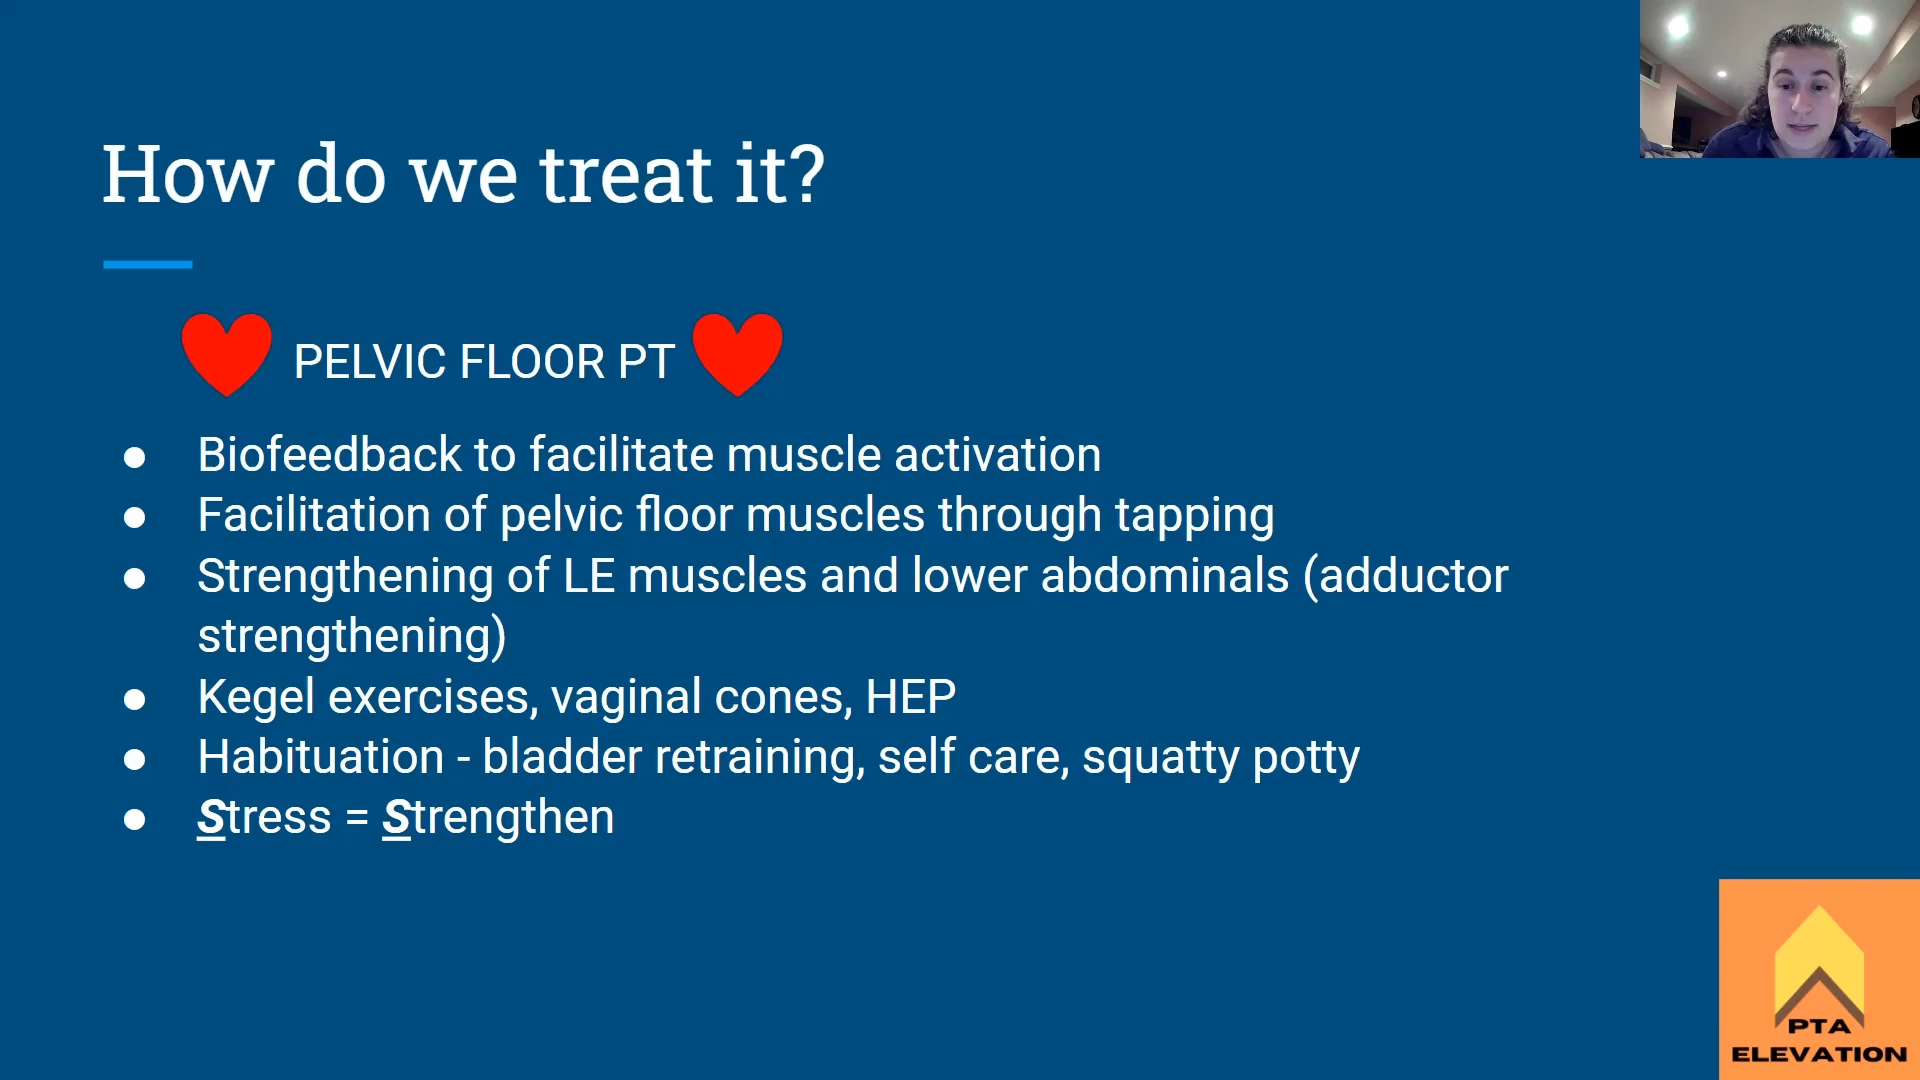 How do we treat it?
PELVIC FLOOR PT
● Biofeedback to facilitate muscle activation
● Facilitation of pelvic floor muscles through tapping
● Strengthening of LE muscles and lower abdominals (adductor
strengthening)
● Kegel exercises, vaginal cones, HEP
● Habituation - bladder retraining, self care, squatty potty
● Stress = Strengthen
PTA
ELEVATION